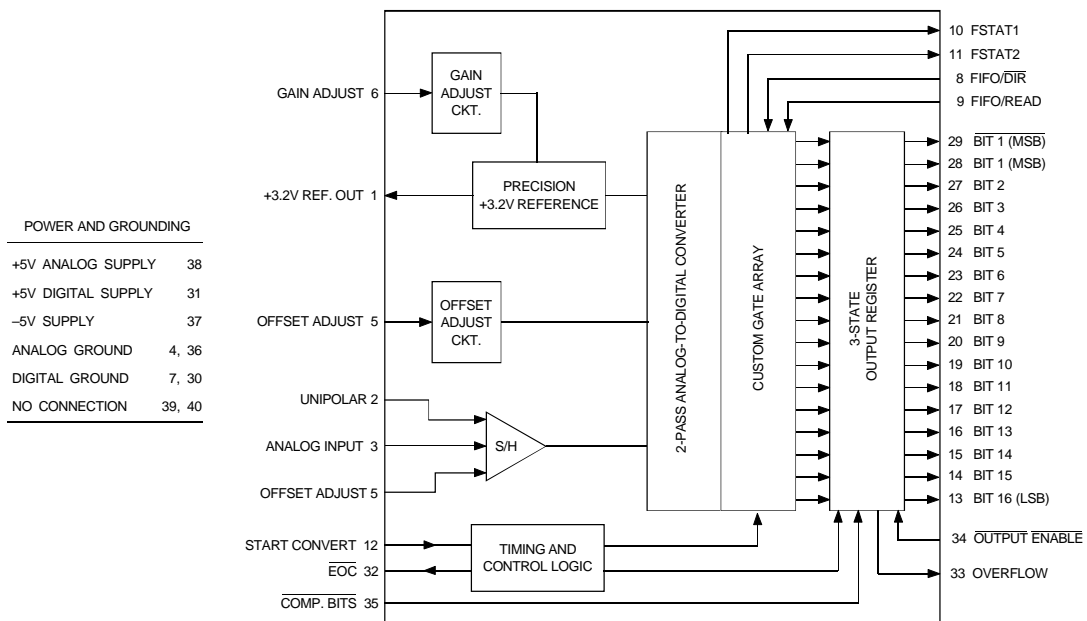 10 FSTAT1
11 FSTAT2
8 FIFO/DIR
9 FIFO/READ
GAIN ADJUST 6
GAIN
ADJUST
CKT.
+3.2V REF. OUT 1
PRECISION
+3.2V REFERENCE
OFFSET ADJUST 5
OFFSET
ADJUST
CKT.
UNIPOLAR 2
ANALOG INPUT 3
OFFSET ADJUST 5
S/H
START CONVERT 12
EOC 32
COMP. BITS 35
TIMING AND
CONTROL LOGIC
2-PASS ANALOG-TO-DIGITAL CONVERTER
CUSTOM GATE ARRAY
3-STATE
OUTPUT REGISTER
29 BIT 1 (MSB)
28 BIT 1 (MSB)
27 BIT 2
26 BIT 3
25 BIT 4
24 BIT 5
23 BIT 6
22 BIT 7
21 BIT 8
20 BIT 9
19 BIT 10
18 BIT 11
17 BIT 12
16 BIT 13
15 BIT 14
14 BIT 15
13 BIT 16 (LSB)
34 OUTPUT ENABLE
33 OVERFLOW
POWER AND GROUNDING
+5V ANALOG SUPPLY 38
+5V DIGITAL SUPPLY 31
–5V SUPPLY 37
ANALOG GROUND 4, 36
DIGITAL GROUND 7, 30
NO CONNECTION 39, 40